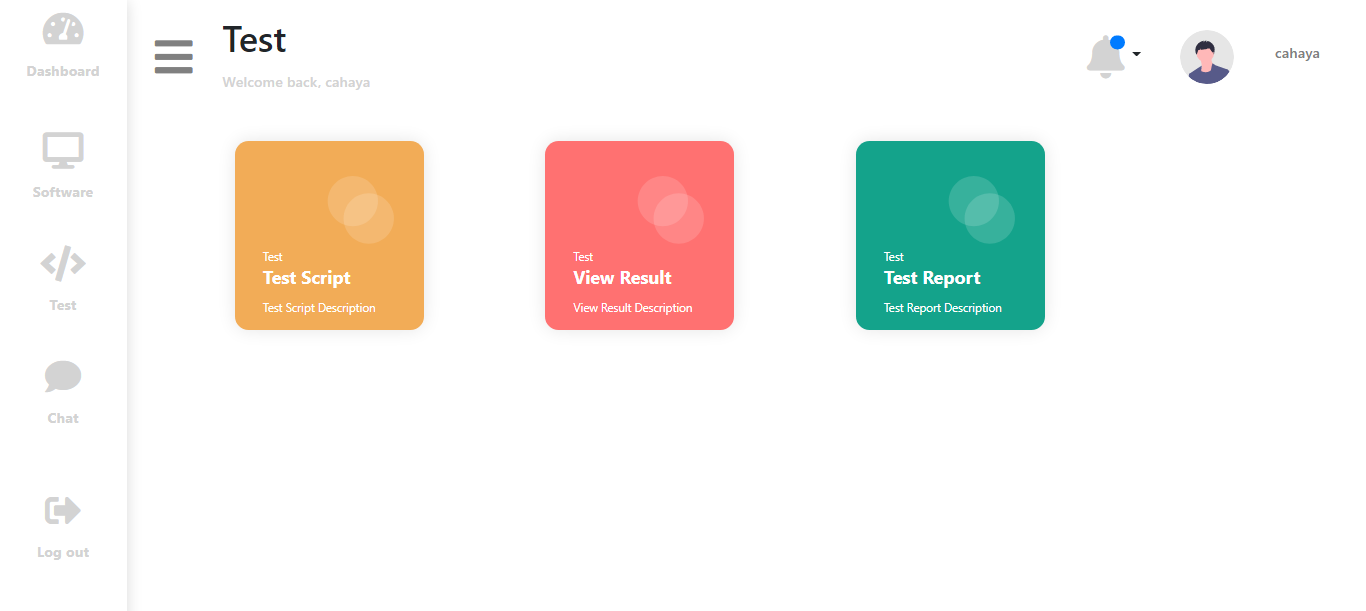 Dashboard
Software
Test
Chat
Log out
Test
Welcome back, cahaya
cahaya
Test
Test Script
Test Script Description
Test
View Result
View Result Description
Test
Test Report
Test Report Description